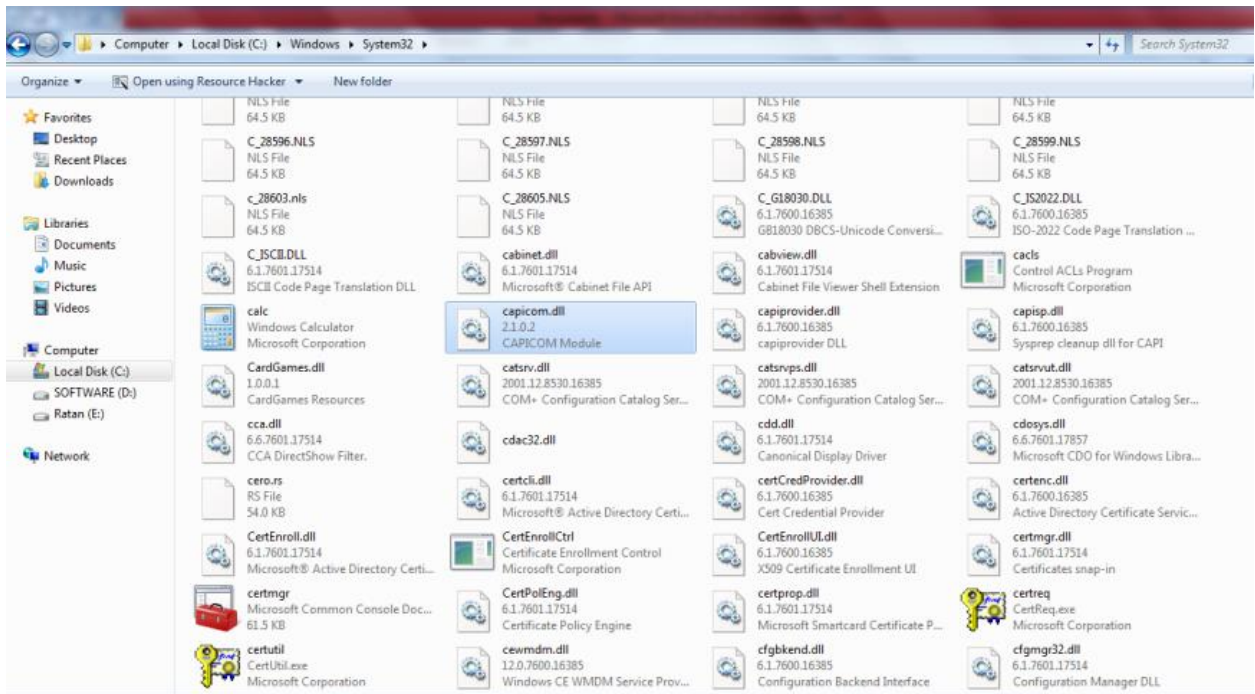 Computer ▸ Local Disk (C:) ▸ Windows ▸ System32 ▸
Search System32
Organize ▾ Open using Resource Hacker ▾ New folder
Favorites
Desktop
Recent Places
Downloads
Libraries
Documents
Music
Pictures
Videos
Computer
Local Disk (C:)
SOFTWARE (D:)
Ratan (E:)
Network
NLS File
64.5 KB
NLS File
64.5 KB
NLS File
64.5 KB
C_28596.NLS
NLS File
64.5 KB
C_28597.NLS
NLS File
64.5 KB
C_28598.NLS
NLS File
64.5 KB
C_28599.NLS
NLS File
64.5 KB
c_28603.nls
NLS File
64.5 KB
C_28605.NLS
NLS File
64.5 KB
C_G18030.DLL
6.1.7600.16385
GB18030 DBCS-Unicode Conversi...
C_IS2022.DLL
6.1.7600.16385
ISO-2022 Code Page Translation ...
C_ISCII.DLL
6.1.7601.17514
ISCII Code Page Translation DLL
cabinet.dll
6.1.7601.17514
Microsoft® Cabinet File API
cabview.dll
6.1.7601.17514
Cabinet File Viewer Shell Extension
cacls
Control ACLs Program
Microsoft Corporation
calc
Windows Calculator
Microsoft Corporation
capicom.dll
2.1.0.2
CAPICOM Module
capiprovider.dll
6.1.7600.16385
capiprovider DLL
capisp.dll
6.1.7600.16385
Sysprep cleanup dll for CAPI
CardGames.dll
1.0.0.1
CardGames Resources
catsrv.dll
2001.12.8530.16385
COM+ Configuration Catalog Ser...
catsrvps.dll
2001.12.8530.16385
COM+ Configuration Catalog Ser...
catsrvut.dll
2001.12.8530.16385
COM+ Configuration Catalog Ser...
cca.dll
6.6.7601.17514
CCA DirectShow Filter.
cdac32.dll
cdd.dll
6.1.7601.17514
Canonical Display Driver
cdosys.dll
6.6.7601.17857
Microsoft CDO for Windows Libra...
cero.rs
RS File
54.0 KB
certcli.dll
6.1.7601.17514
Microsoft® Active Directory Certi...
certCredProvider.dll
6.1.7600.16385
Cert Credential Provider
certenc.dll
6.1.7600.16385
Active Directory Certificate Servic...
CertEnroll.dll
6.1.7601.17514
Microsoft® Active Directory Certi...
CertEnrollCtrl
Certificate Enrollment Control
Microsoft Corporation
CertEnrollUI.dll
6.1.7600.16385
X509 Certificate Enrollment UI
certmgr.dll
6.1.7601.17514
Certificates snap-in
certmgr
Microsoft Common Console Doc...
61.5 KB
CertPolEng.dll
6.1.7601.17514
Certificate Policy Engine
certprop.dll
6.1.7601.17514
Microsoft Smartcard Certificate P...
certreq
CertReq.exe
Microsoft Corporation
certutil
CertUtil.exe
Microsoft Corporation
cewmdm.dll
12.0.7600.16385
Windows CE WMDM Service Prov...
cfgbkend.dll
6.1.7600.16385
Configuration Backend Interface
cfgmgr32.dll
6.1.7601.17514
Configuration Manager DLL